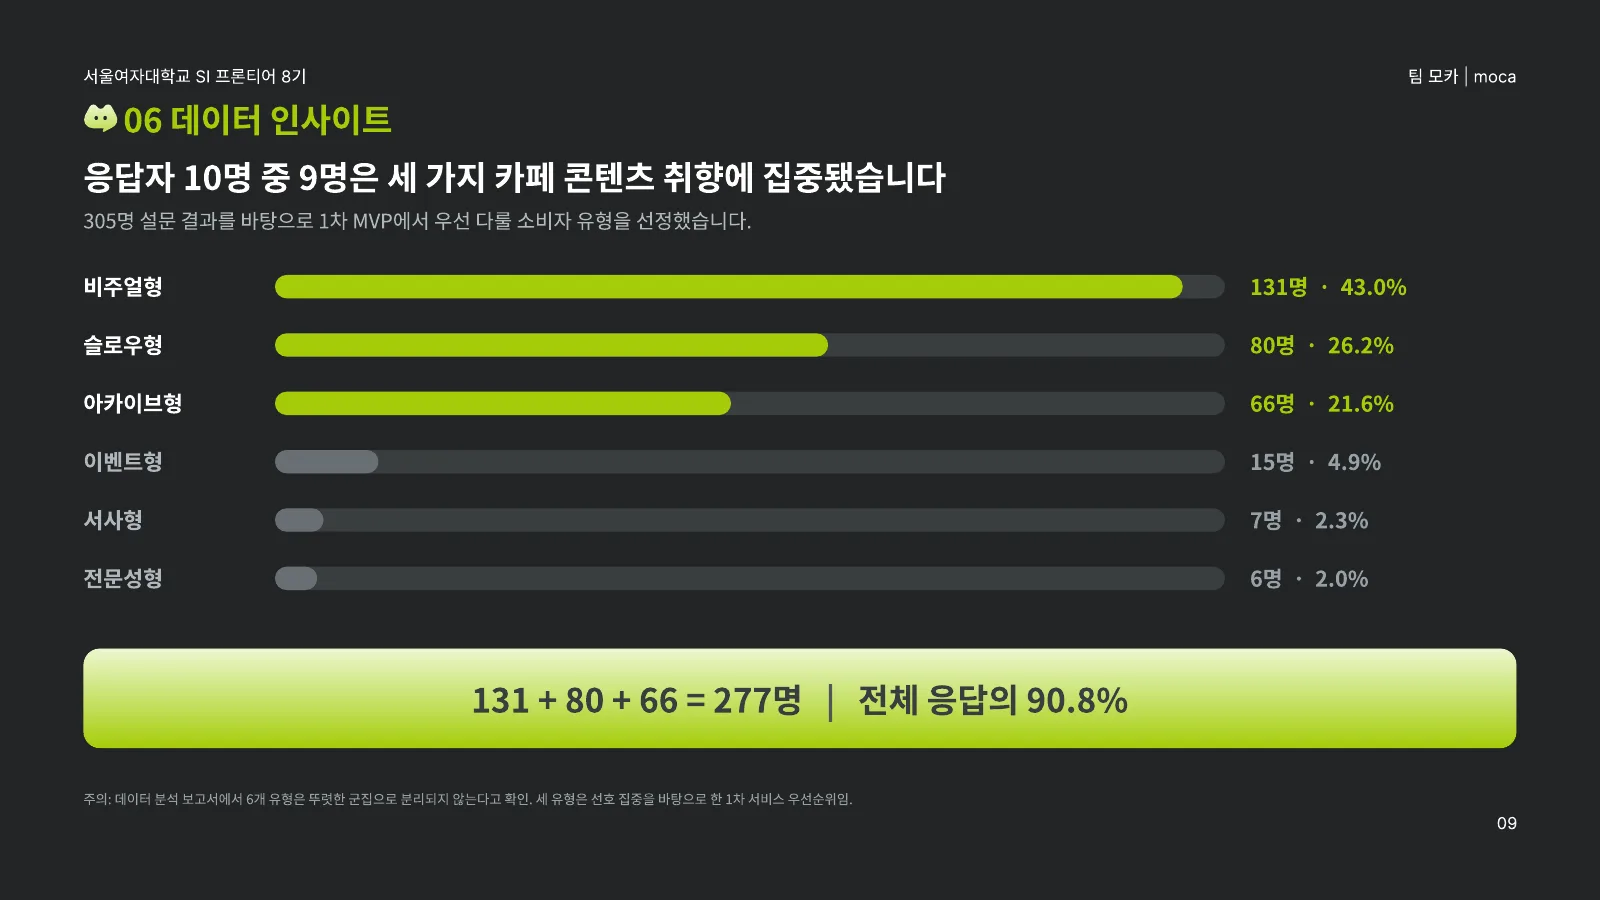 서울여자대학교 SI 프론티어 8기
팀 모카 | moca
06 데이터 인사이트
응답자 10명 중 9명은 세 가지 카페 콘텐츠 취향에 집중됐습니다
305명 설문 결과를 바탕으로 1차 MVP에서 우선 다룰 소비자 유형을 선정했습니다.
비주얼형 131명 · 43.0%
슬로우형 80명 · 26.2%
아카이브형 66명 · 21.6%
이벤트형 15명 · 4.9%
서사형 7명 · 2.3%
전문성형 6명 · 2.0%
131 + 80 + 66 = 277명 | 전체 응답의 90.8%
주의: 데이터 분석 보고서에서 6개 유형은 뚜렷한 군집으로 분리되지 않는다고 확인. 세 유형은 선호 집중을 바탕으로 한 1차 서비스 우선순위임.
09